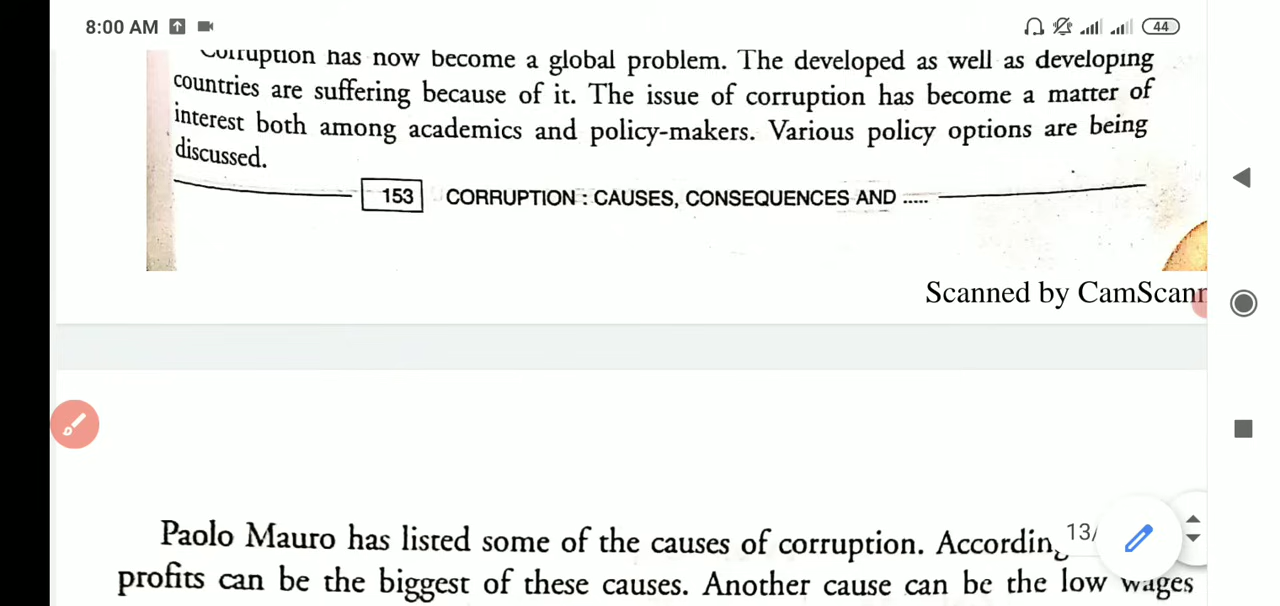 8:00 AM
44
Corruption has now become a global problem. The developed as well as developing
countries are suffering because of it. The issue of corruption has become a matter of
interest both among academics and policy-makers. Various policy options are being
discussed.
153 CORRUPTION : CAUSES, CONSEQUENCES AND .....
Scanned by CamScann
Paolo Mauro has listed some of the causes of corruption. According
13/
profits can be the biggest of these causes. Another cause can be the low wages